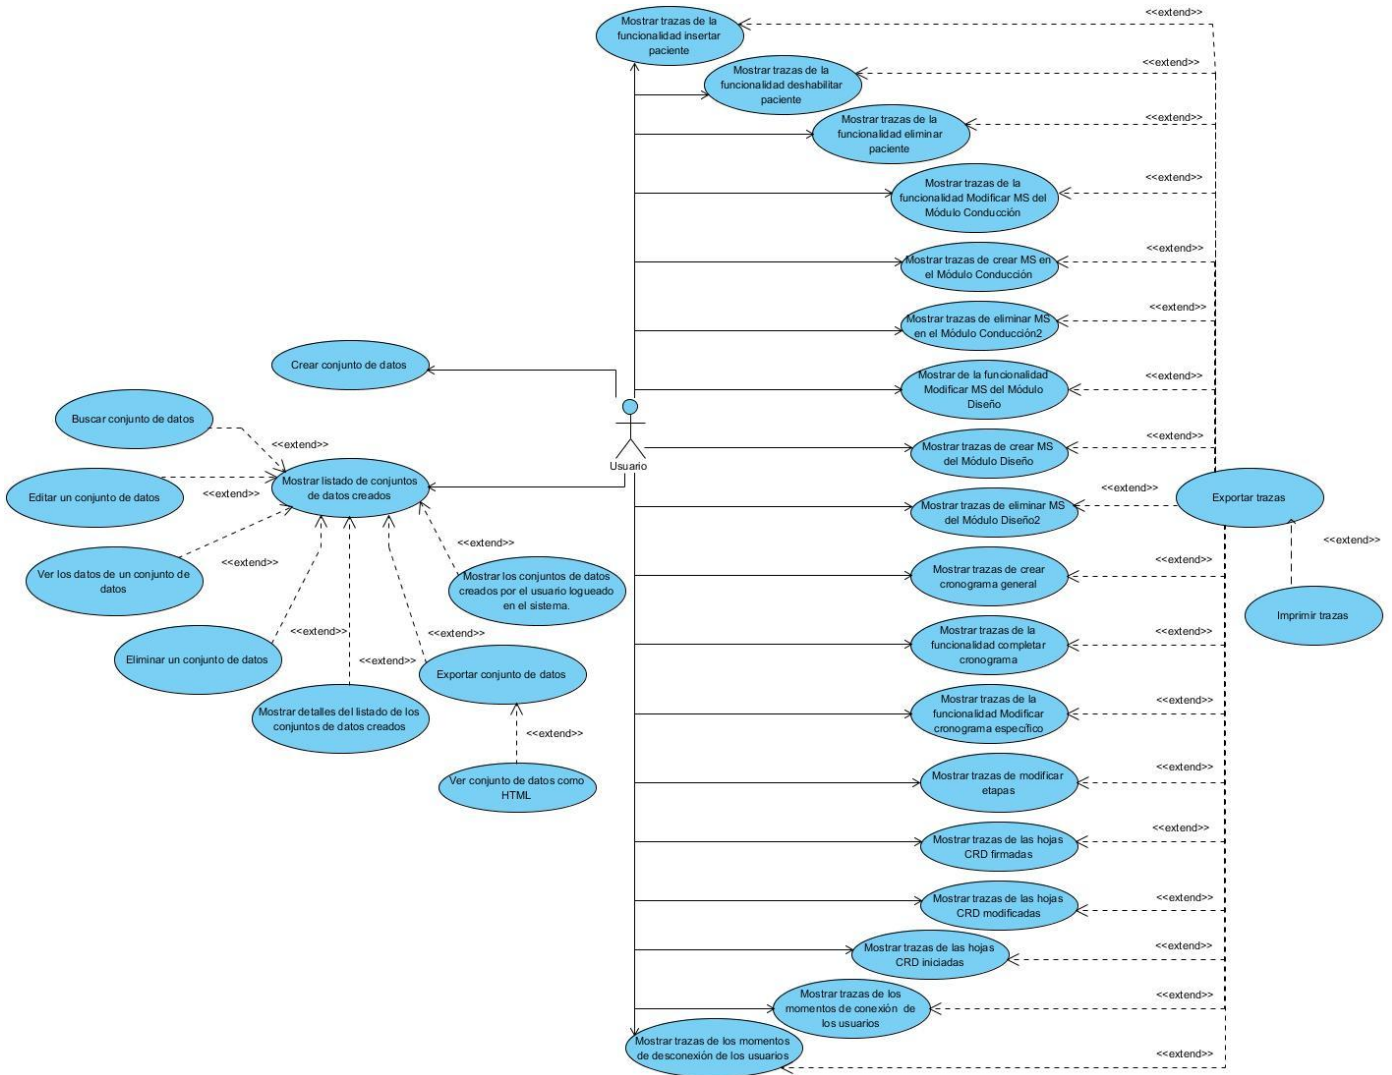 Mostrar trazas de la
funcionalidad insertar
paciente
<<extend>>
Mostrar trazas de la
funcionalidad deshabilitar
paciente
<<extend>>
Mostrar trazas de la
funcionalidad eliminar
paciente
<<extend>>
Mostrar trazas de la
funcionalidad Modificar MS del
Módulo Conducción
<<extend>>
Mostrar trazas de crear MS en
el Módulo Conducción
<<extend>>
Mostrar trazas de eliminar MS
en el Módulo Conducción2
<<extend>>
Mostrar de la funcionalidad
Modificar MS del Módulo
Diseño
<<extend>>
Mostrar trazas de crear MS
del Módulo Diseño
<<extend>>
Mostrar trazas de eliminar MS
del Módulo Diseño2
<<extend>>
Mostrar trazas de crear
cronograma general
<<extend>>
Mostrar trazas de la
funcionalidad completar
cronograma
<<extend>>
Mostrar trazas de la
funcionalidad Modificar
cronograma específico
<<extend>>
Mostrar trazas de modificar
etapas
<<extend>>
Mostrar trazas de las hojas
CRD firmadas
<<extend>>
Mostrar trazas de las hojas
CRD modificadas
<<extend>>
Mostrar trazas de las hojas
CRD iniciadas
<<extend>>
Mostrar trazas de los
momentos de conexión de
los usuarios
<<extend>>
Mostrar trazas de los momentos
de desconexión de los usuarios
<<extend>>
Exportar trazas
<<extend>>
Imprimir trazas
Usuario
Crear conjunto de datos
Buscar conjunto de datos
<<extend>>
Mostrar listado de conjuntos
de datos creados
Editar un conjunto de datos
<<extend>>
Ver los datos de un conjunto de
datos
<<extend>>
Eliminar un conjunto de datos
<<extend>>
Mostrar detalles del listado de los
conjuntos de datos creados
<<extend>>
Exportar conjunto de datos
<<extend>>
Mostrar los conjuntos de datos
creados por el usuario logueado
en el sistema.
<<extend>>
Ver conjunto de datos como
HTML
<<extend>>